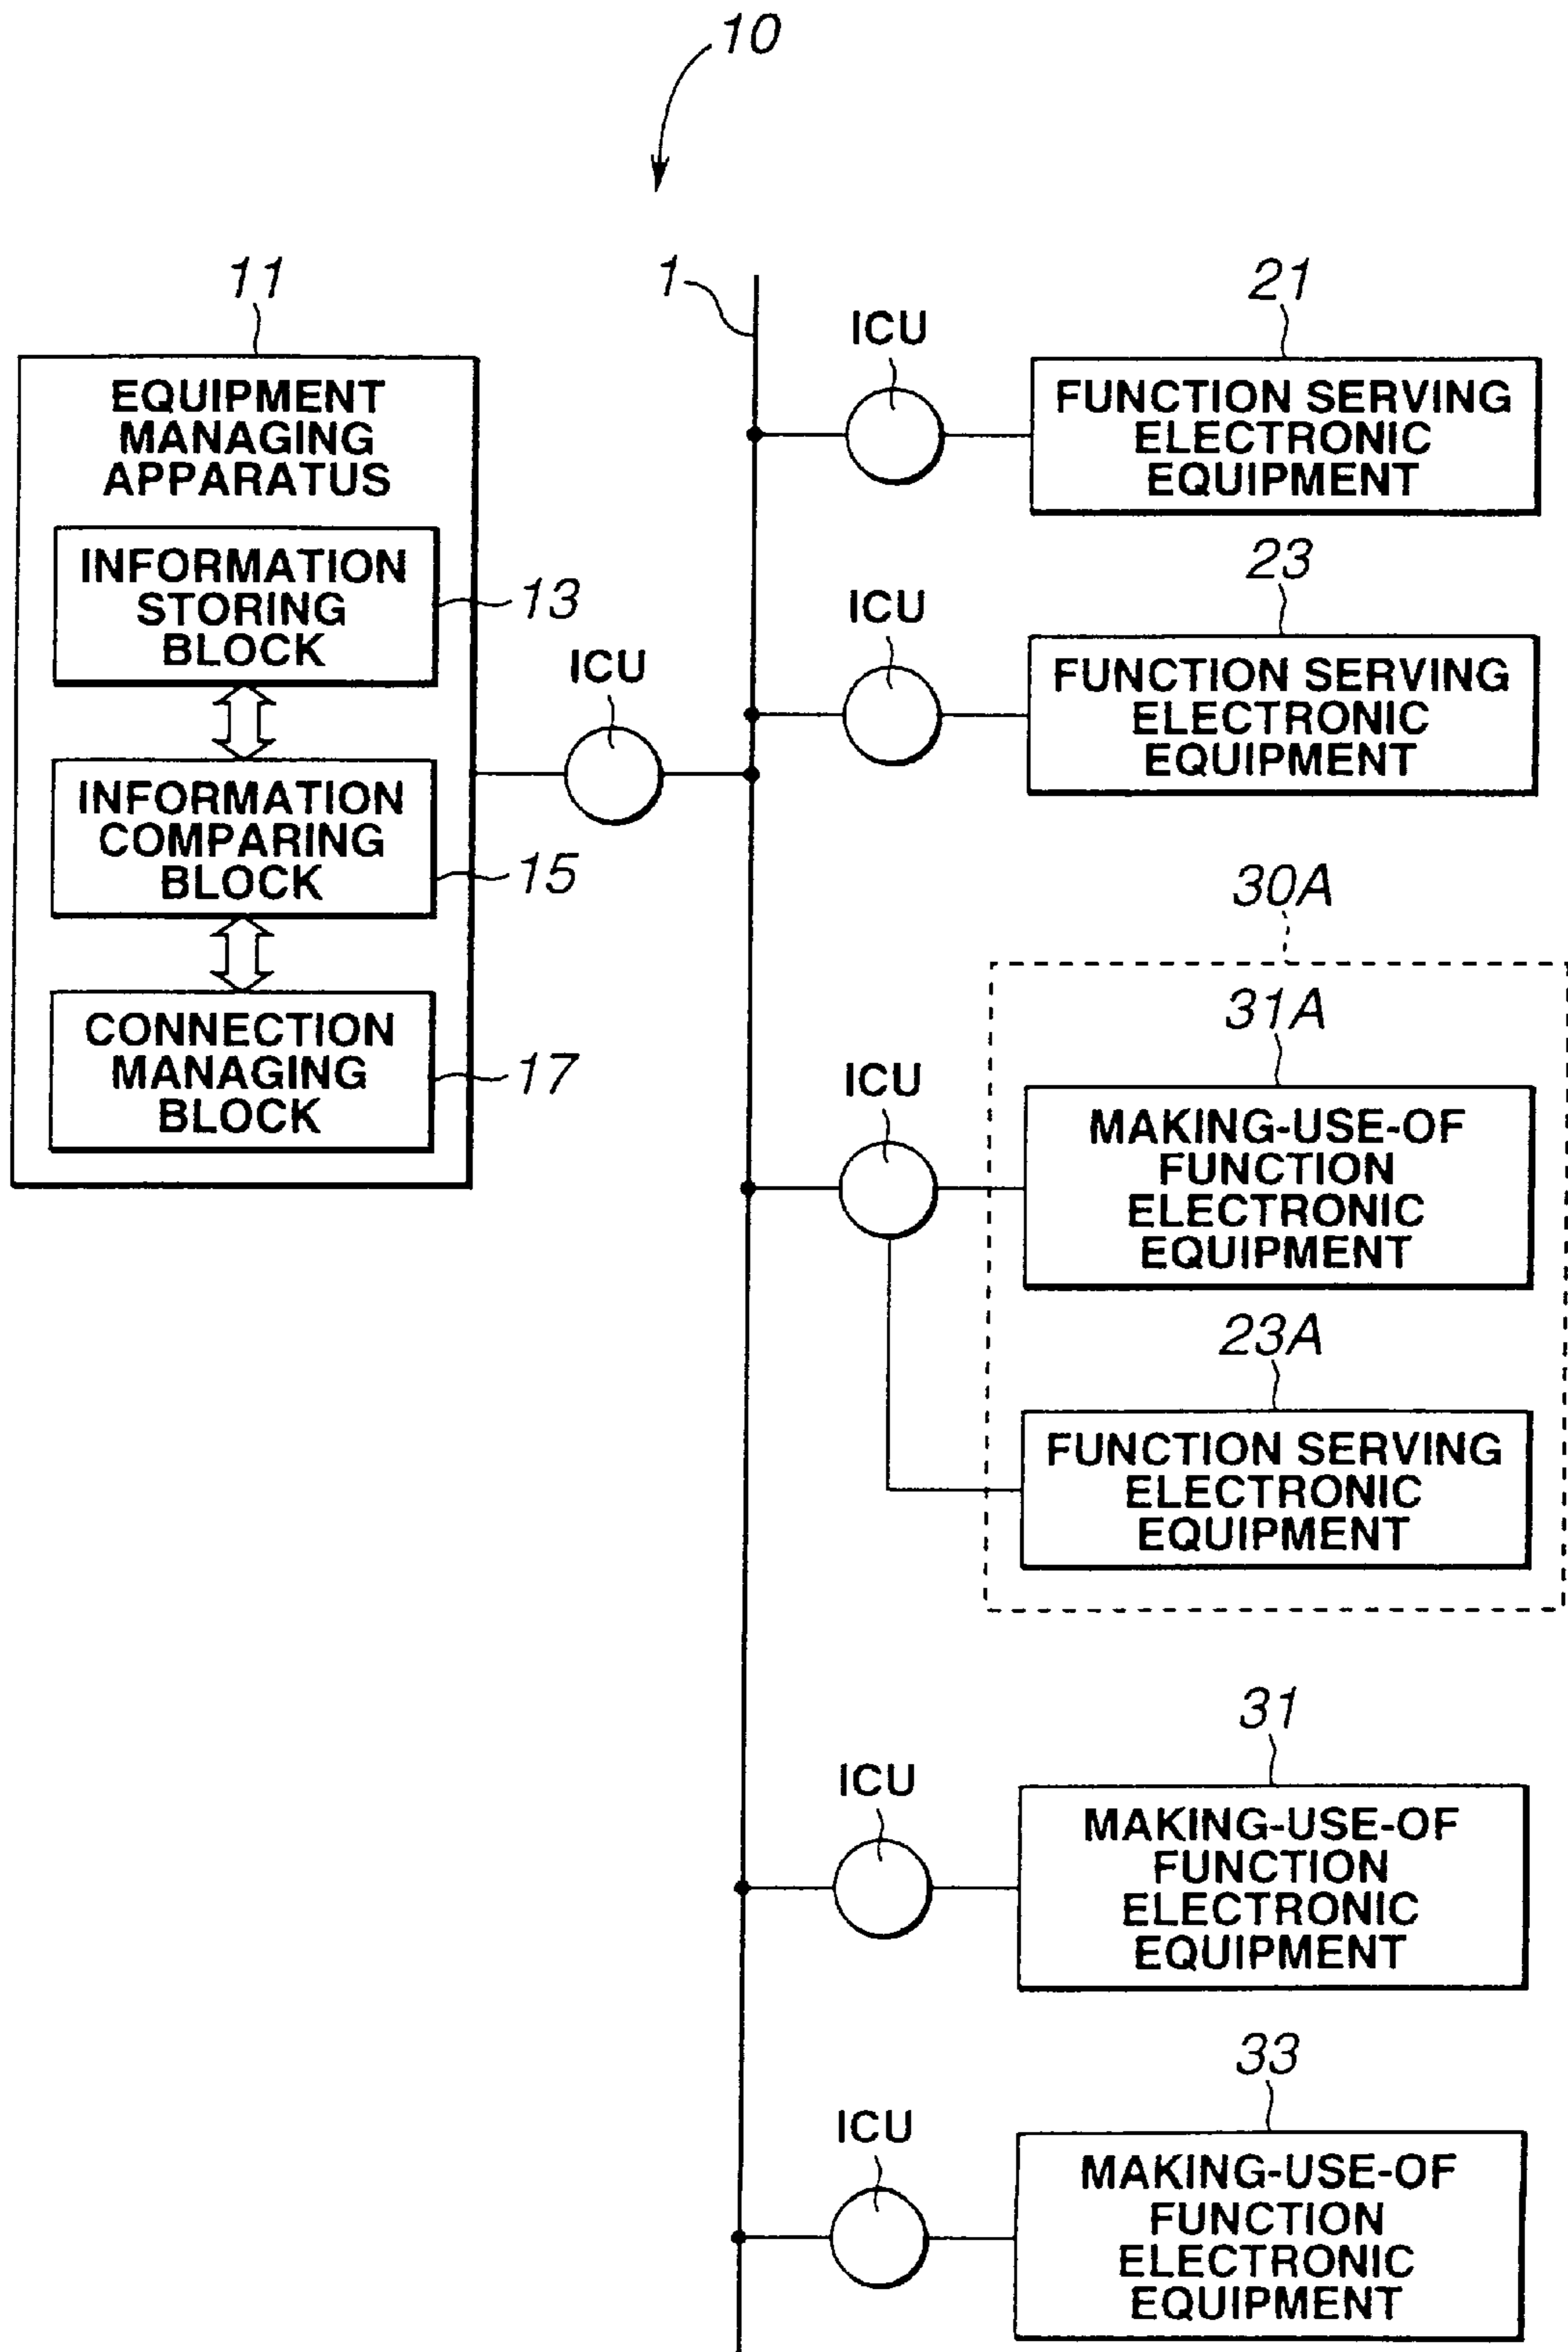 10
11
EQUIPMENT
MANAGING
APPARATUS
INFORMATION
STORING
BLOCK
13
INFORMATION
COMPARING
BLOCK
15
CONNECTION
MANAGING
BLOCK
17
ICU
1
ICU
21
FUNCTION SERVING
ELECTRONIC
EQUIPMENT
ICU
23
FUNCTION SERVING
ELECTRONIC
EQUIPMENT
30A
ICU
31A
MAKING-USE-OF
FUNCTION
ELECTRONIC
EQUIPMENT
23A
FUNCTION SERVING
ELECTRONIC
EQUIPMENT
ICU
31
MAKING-USE-OF
FUNCTION
ELECTRONIC
EQUIPMENT
ICU
33
MAKING-USE-OF
FUNCTION
ELECTRONIC
EQUIPMENT